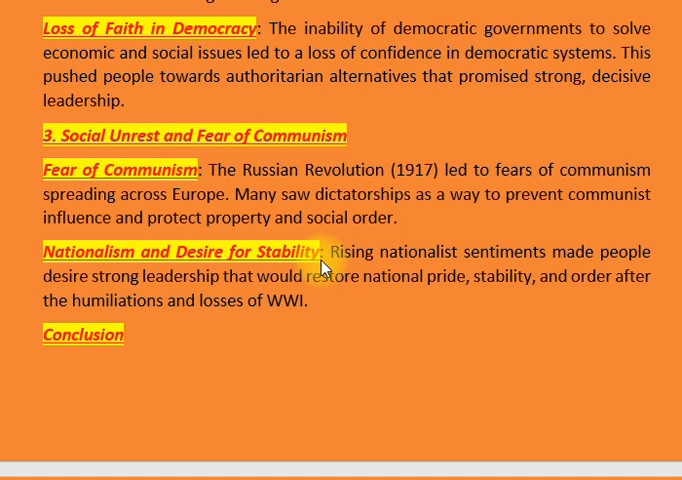 Loss of Faith in Democracy: The inability of democratic governments to solve
economic and social issues led to a loss of confidence in democratic systems. This
pushed people towards authoritarian alternatives that promised strong, decisive
leadership.
3. Social Unrest and Fear of Communism
Fear of Communism: The Russian Revolution (1917) led to fears of communism
spreading across Europe. Many saw dictatorships as a way to prevent communist
influence and protect property and social order.
Nationalism and Desire for Stability: Rising nationalist sentiments made people
desire strong leadership that would restore national pride, stability, and order after
the humiliations and losses of WWI.
Conclusion